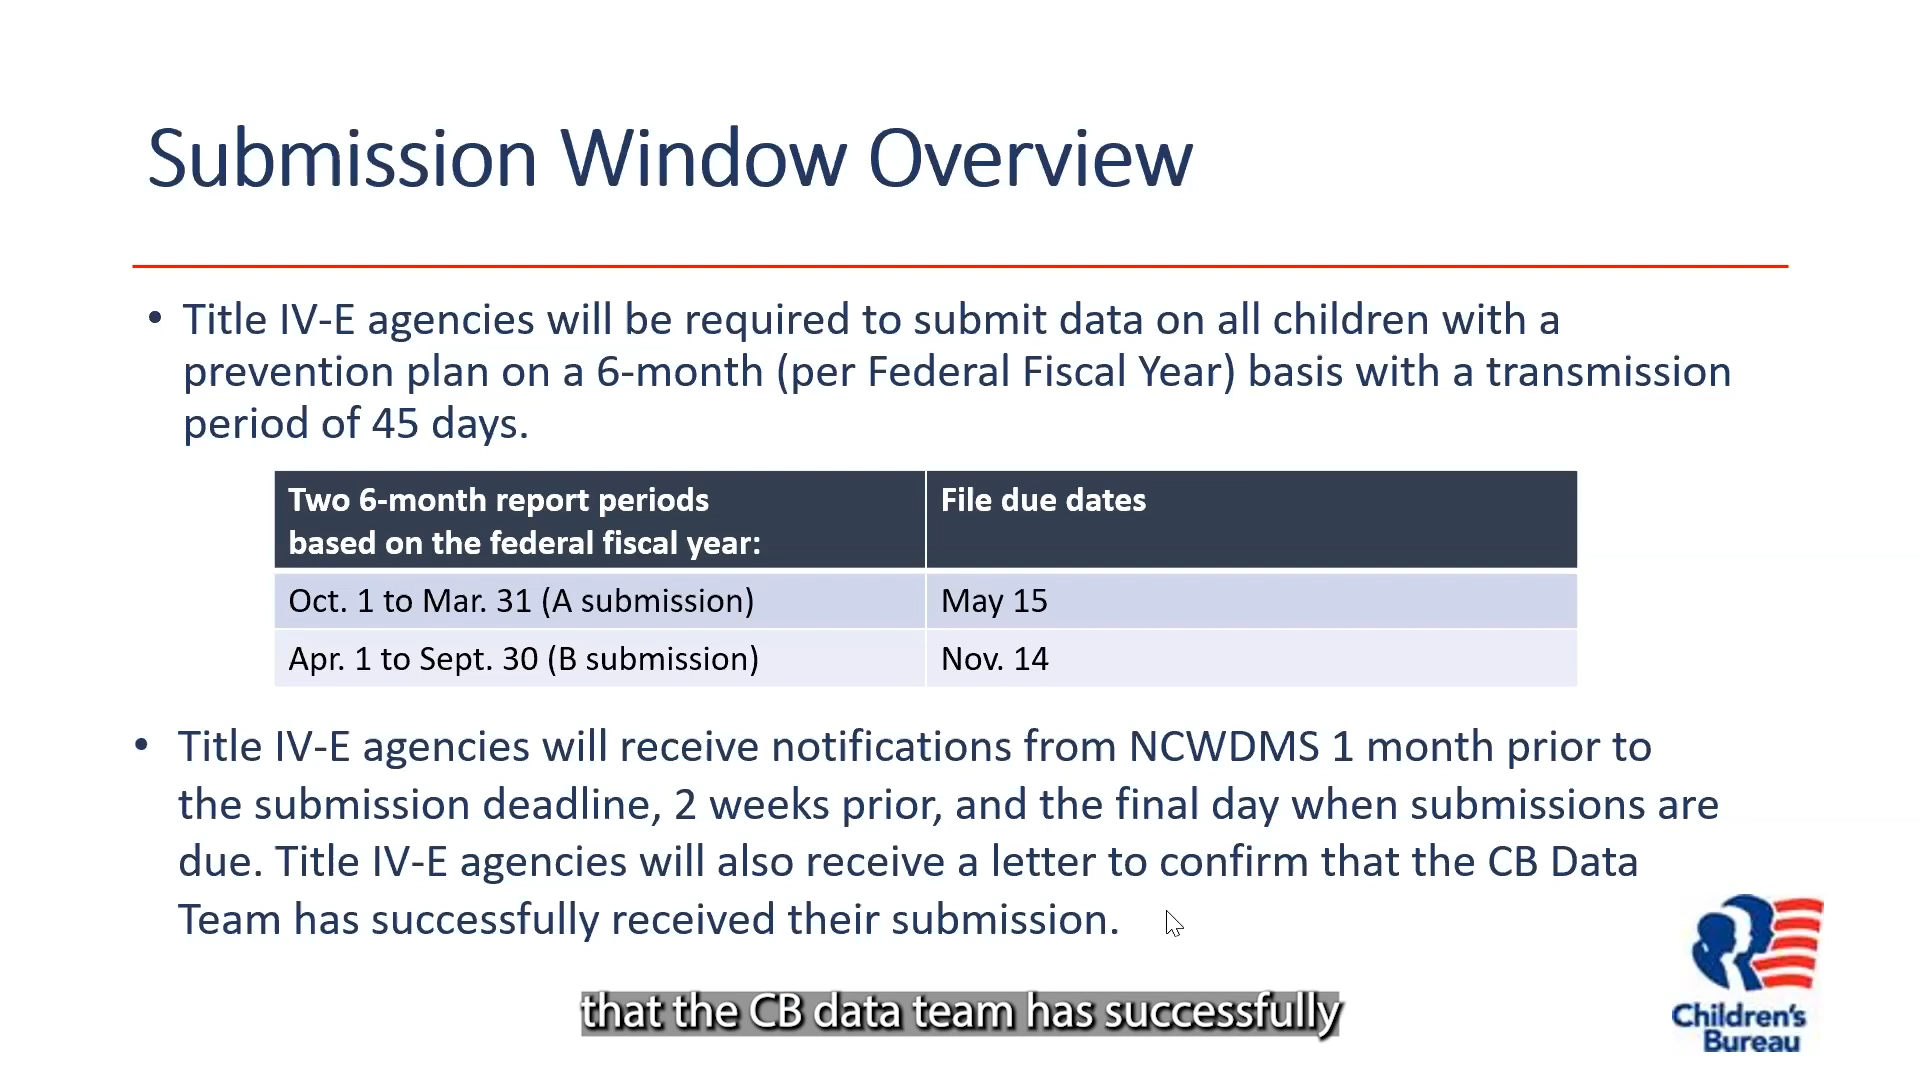 Submission Window Overview
• Title IV-E agencies will be required to submit data on all children with a
prevention plan on a 6-month (per Federal Fiscal Year) basis with a transmission
period of 45 days.
Two 6-month report periods
based on the federal fiscal year:
File due dates
Oct. 1 to Mar. 31 (A submission)
May 15
Apr. 1 to Sept. 30 (B submission)
Nov. 14
• Title IV-E agencies will receive notifications from NCWDMS 1 month prior to
the submission deadline, 2 weeks prior, and the final day when submissions are
due. Title IV-E agencies will also receive a letter to confirm that the CB Data
Team has successfully received their submission.
that the CB data team has successfully
Children's
Bureau